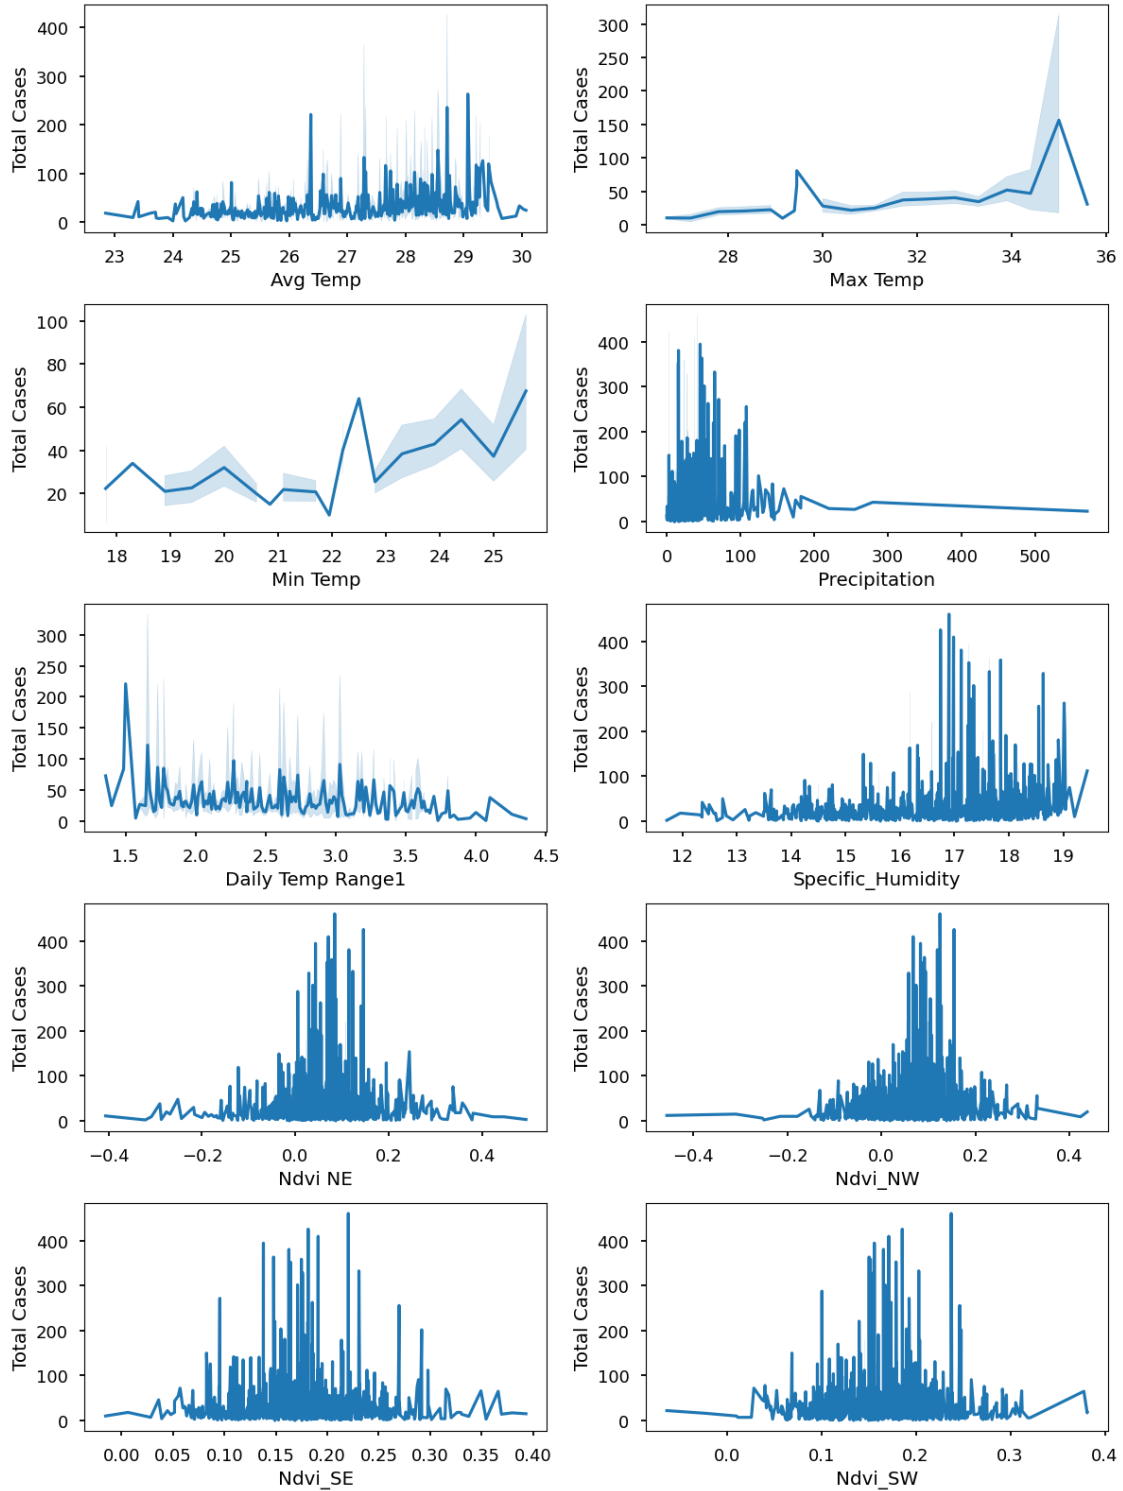 Total Cases
400
300
200
100
0
23 24 25 26 27 28 29 30
Avg Temp
Total Cases
300
250
200
150
100
50
0
28 30 32 34 36
Max Temp
Total Cases
100
80
60
40
20
18 19 20 21 22 23 24 25
Min Temp
Total Cases
400
300
200
100
0
0 100 200 300 400 500
Precipitation
Total Cases
300
250
200
150
100
50
0
1.5 2.0 2.5 3.0 3.5 4.0 4.5
Daily Temp Range1
Total Cases
400
300
200
100
0
12 13 14 15 16 17 18 19
Specific_Humidity
Total Cases
400
300
200
100
0
−0.4 −0.2 0.0 0.2 0.4
Ndvi NE
Total Cases
400
300
200
100
0
−0.4 −0.2 0.0 0.2 0.4
Ndvi_NW
Total Cases
400
300
200
100
0
0.00 0.05 0.10 0.15 0.20 0.25 0.30 0.35 0.40
Ndvi_SE
Total Cases
400
300
200
100
0
0.0 0.1 0.2 0.3 0.4
Ndvi_SW